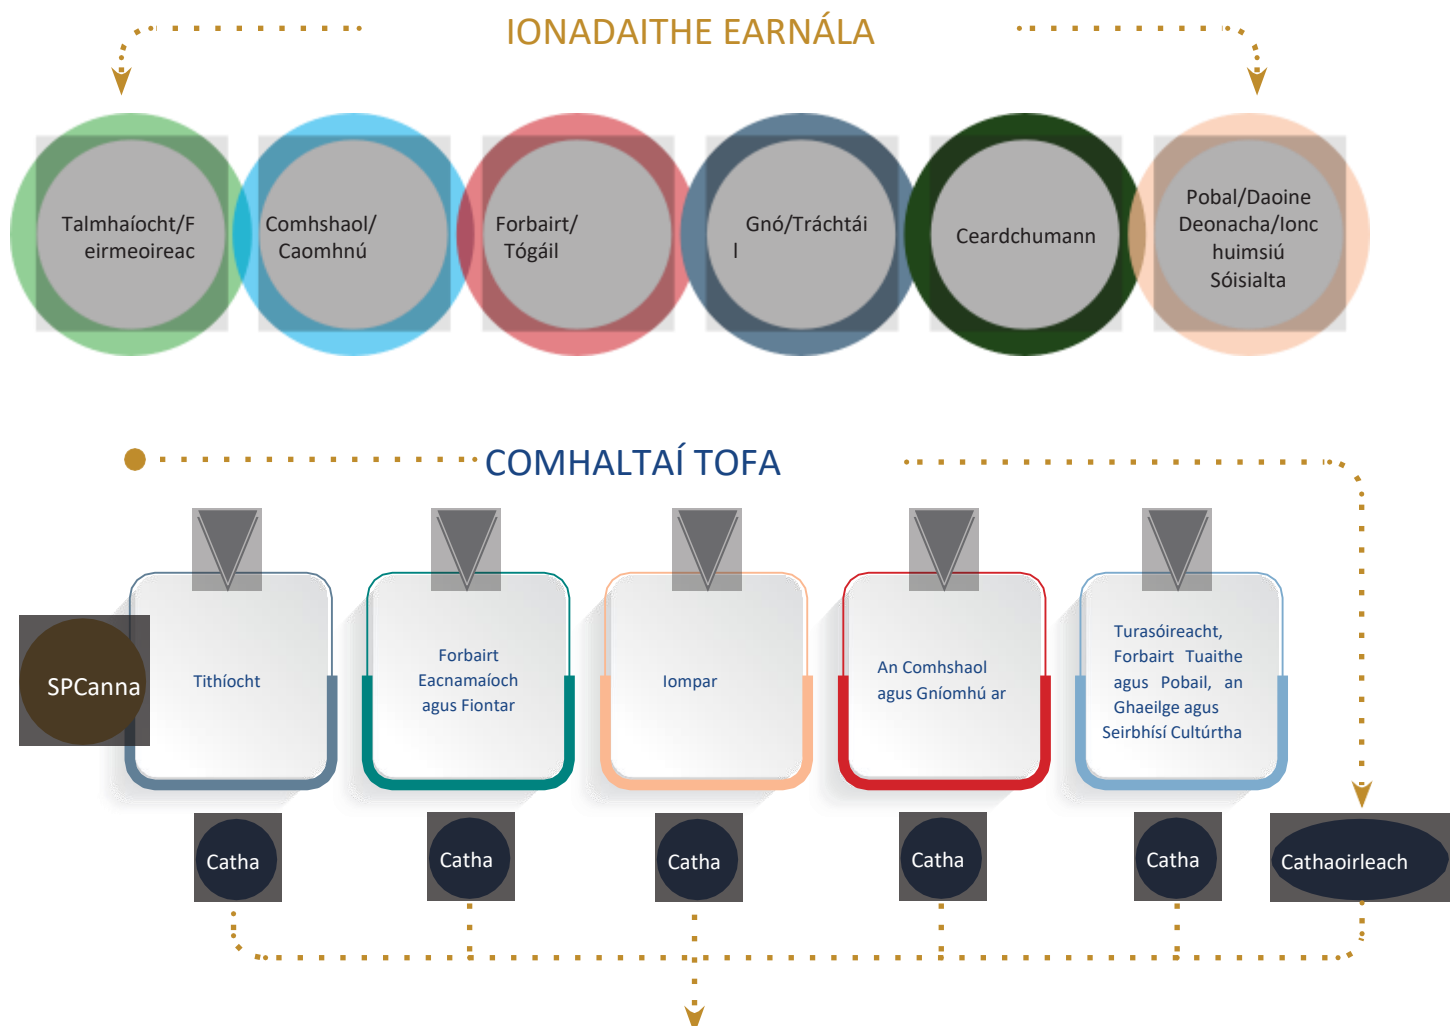 IONADAITHE EARNÁLA
Talmhaíocht/F
eirmeoireac
Comhshaol/
Caomhnú
Forbairt/
Tógáil
Gnó/Tráchtái
l
Ceardchumann
Pobal/Daoine
Deonacha/Ionc
huimsiú
Sóisialta
COMHALTAÍ TOFA
SPCanna
Tithíocht
Forbairt
Eacnamaíoch
agus Fiontar
Iompar
An Comhshaol
agus Gníomhú ar
Turasóireacht,
Forbairt Tuaithe
agus Pobail, an
Ghaeilge agus
Seirbhísí Cultúrtha
Catha
Catha
Catha
Catha
Catha
Cathaoirleach